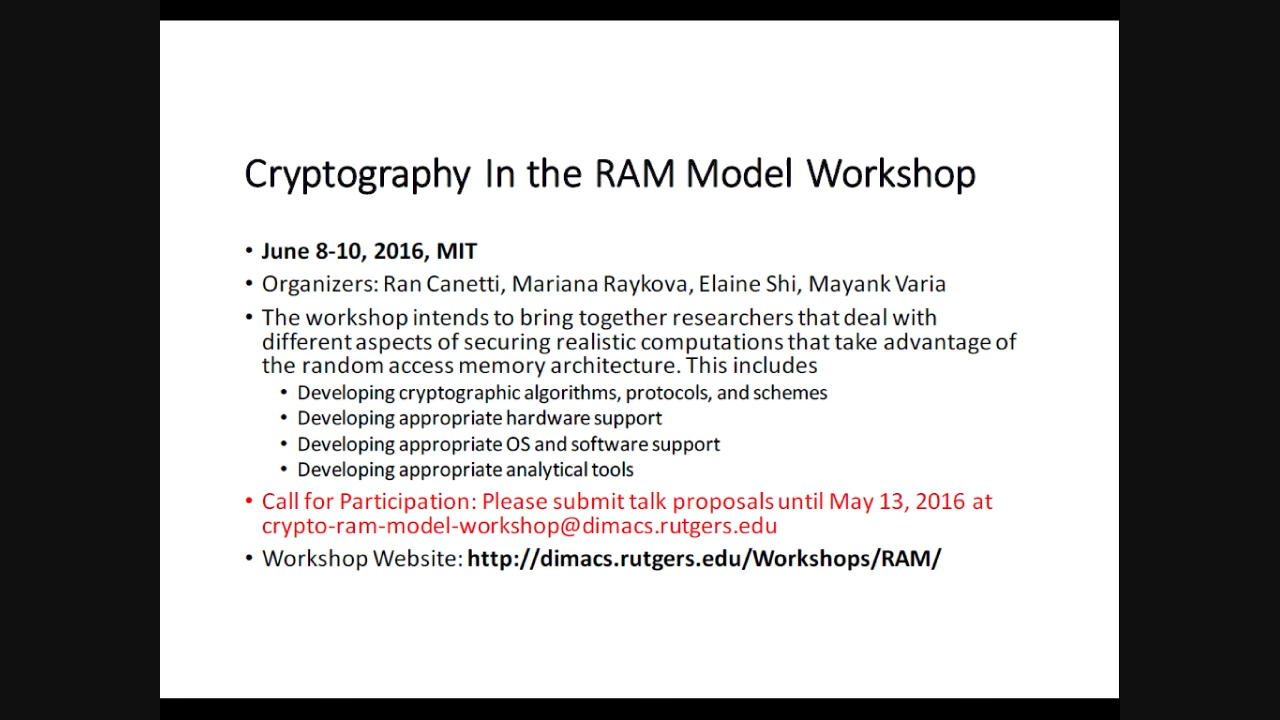 Cryptography In the RAM Model Workshop
• June 8-10, 2016, MIT
• Organizers: Ran Canetti, Mariana Raykova, Elaine Shi, Mayank Varia
• The workshop intends to bring together researchers that deal with
different aspects of securing realistic computations that take advantage of
the random access memory architecture. This includes
• Developing cryptographic algorithms, protocols, and schemes
• Developing appropriate hardware support
• Developing appropriate OS and software support
• Developing appropriate analytical tools
• Call for Participation: Please submit talk proposals until May 13, 2016 at
crypto-ram-model-workshop@dimacs.rutgers.edu
• Workshop Website: http://dimacs.rutgers.edu/Workshops/RAM/